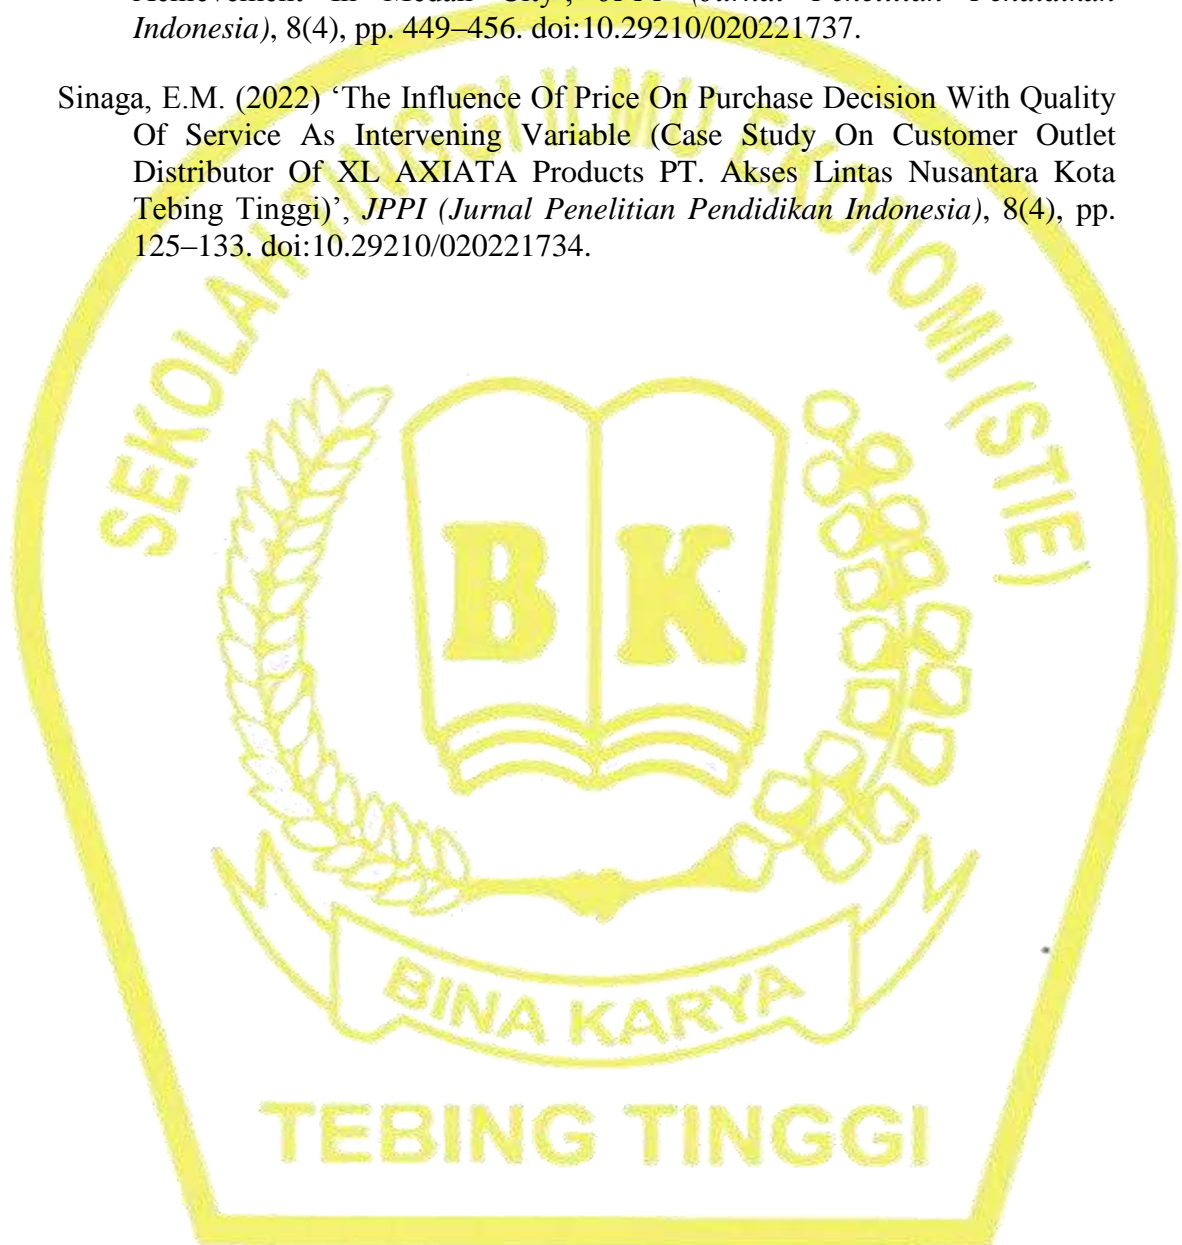 Indonesia), 8(4), pp. 449–456. doi:10.29210/020221737.
Sinaga, E.M. (2022) ‘The Influence Of Price On Purchase Decision With Quality
Of Service As Intervening Variable (Case Study On Customer Outlet
Distributor Of XL AXIATA Products PT. Akses Lintas Nusantara Kota
Tebing Tinggi)’, JPPI (Jurnal Penelitian Pendidikan Indonesia), 8(4), pp.
125–133. doi:10.29210/020221734.
SEKOLAH TINGGI ILMU EKONOMI (STIE)
B K
BINA KARYA
TEBING TINGGI